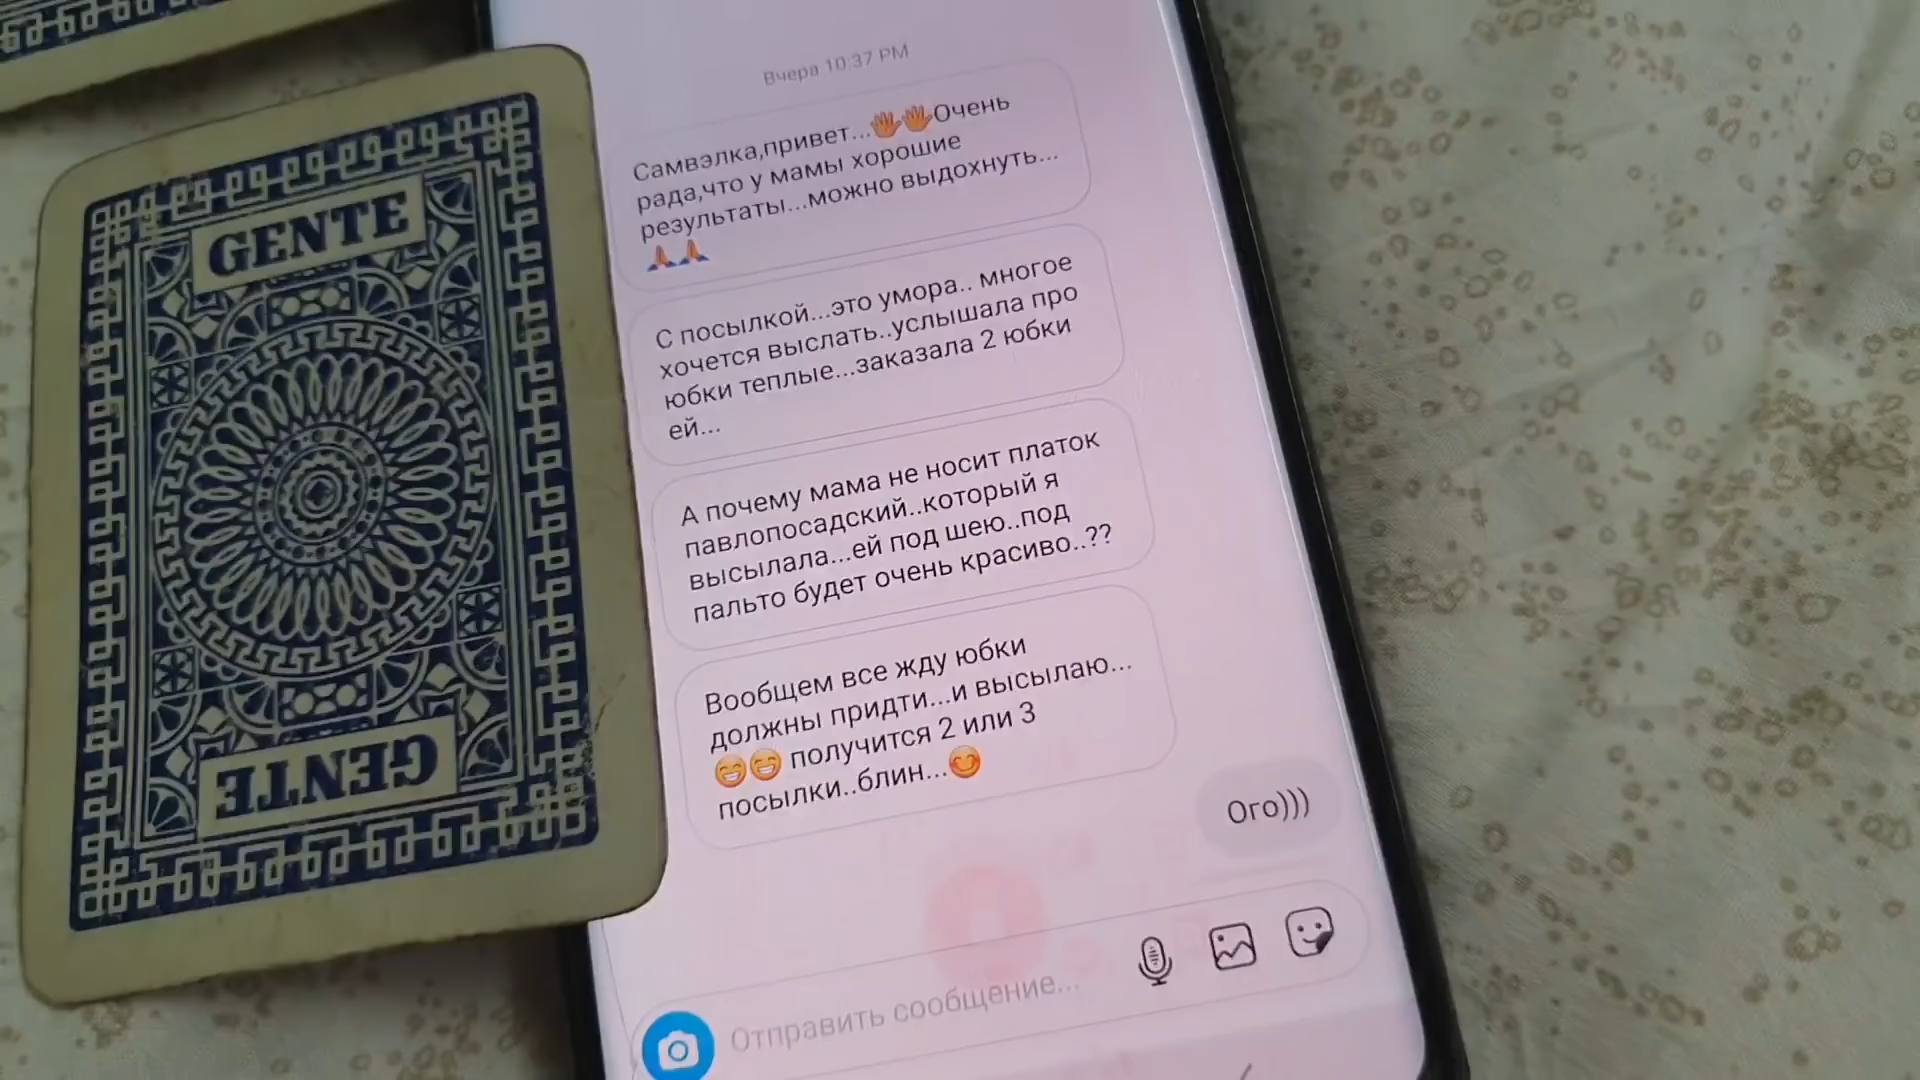 GENTE
GENTE
Вчера 10:37 PM
Самвэлка,привет...👋👋Очень
рада,что у мамы хорошие
результаты...можно выдохнуть...
🙏🙏
С посылкой...это умора.. многое
хочется выслать..услышала про
юбки теплые...заказала 2 юбки
ей...
А почему мама не носит платок
павлопосадский..который я
высылала...ей под шею..под
пальто будет очень красиво..??
Вообщем все жду юбки
должны придти...и высылаю...
😁😁 получится 2 или 3
посылки..блин...😊
Ого)))
Отправить сообщение...